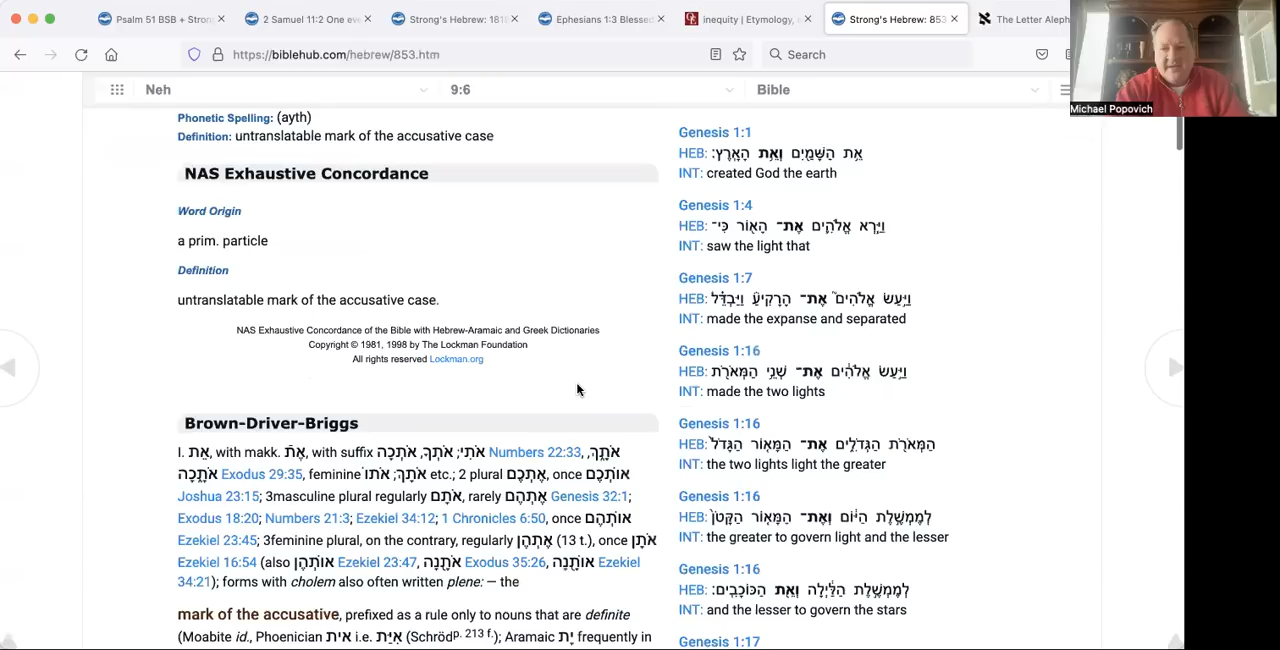 Psalm 51 BSB + Stron
2 Samuel 11:2 One eve
Strong's Hebrew: 181
Ephesians 1:3 Blessed
inequity | Etymology,
Strong's Hebrew: 853
The Letter Aleph
https://biblehub.com/hebrew/853.htm
Search
Michael Popovich
Neh
9:6
Bible
Phonetic Spelling: (ayth)
Definition: untranslatable mark of the accusative case
NAS Exhaustive Concordance
Word Origin
a prim. particle
Definition
untranslatable mark of the accusative case.
NAS Exhaustive Concordance of the Bible with Hebrew-Aramaic and Greek Dictionaries
Copyright © 1981, 1998 by The Lockman Foundation
All rights reserved Lockman.org
Brown-Driver-Briggs
I. אֵת, with makk. אֶת֯, with suffix אֹתִי; אֹתְךָ, אֹתְכָה Numbers 22:33, אֹתָ֑ךְ,
אֹתָ֑כָה Exodus 29:35, feminine אֹתָךְ; אֹתוֺ etc.; 2 plural אֶתְכֶם, once אוֺתְכֶם
Joshua 23:15; 3masculine plural regularly אֹתָם, rarely אֶתְהֶם Genesis 32:1;
Exodus 18:20; Numbers 21:3; Ezekiel 34:12; 1 Chronicles 6:50, once אוֺתְהֶם
Ezekiel 23:45; 3feminine plural, on the contrary, regularly אֶתְהֶן (13 t.), once אֹתָן
Ezekiel 16:54 (also אוֺתְהֶן Ezekiel 23:47, אֹתָ֑נָה Exodus 35:26, אוֺתָ֑נָה Ezekiel
34:21); forms with cholem also often written plene: — the
mark of the accusative, prefixed as a rule only to nouns that are definite
(Moabite id., Phoenician אית i.e. אִיַּת (Schröd p. 213 f.); Aramaic יָת frequently in
Genesis 1:1
HEB: אֵ֥ת הַשָּׁמַ֖יִם וְאֵ֥ת הָאָֽרֶץ׃
INT: created God the earth
Genesis 1:4
HEB: וַיַּ֧רְא אֱלֹהִ֛ים אֶת־ הָא֖וֹר כִּי־
INT: saw the light that
Genesis 1:7
HEB: וַיַּ֣עַשׂ אֱלֹהִים֮ אֶת־ הָרָקִיעַ֒ וַיַּבְדֵּ֗ל
INT: made the expanse and separated
Genesis 1:16
HEB: וַיַּ֣עַשׂ אֱלֹהִ֔ים אֶת־ שְׁנֵ֥י הַמְּאֹרֹ֖ת
INT: made the two lights
Genesis 1:16
HEB: הַמְּאֹרֹ֖ת הַגְּדֹלִ֑ים אֶת־ הַמָּא֤וֹר הַגָּדֹל֙
INT: the two lights light the greater
Genesis 1:16
HEB: לְמֶמְשֶׁ֣לֶת הַיּ֔וֹם וְאֶת־ הַמָּא֤וֹר הַקָּטֹן֙
INT: the greater to govern light and the lesser
Genesis 1:16
HEB: לְמֶמְשֶׁ֣לֶת הַלַּ֔יְלָה וְאֵ֖ת הַכּוֹכָבִֽים׃
INT: and the lesser to govern the stars
Genesis 1:17